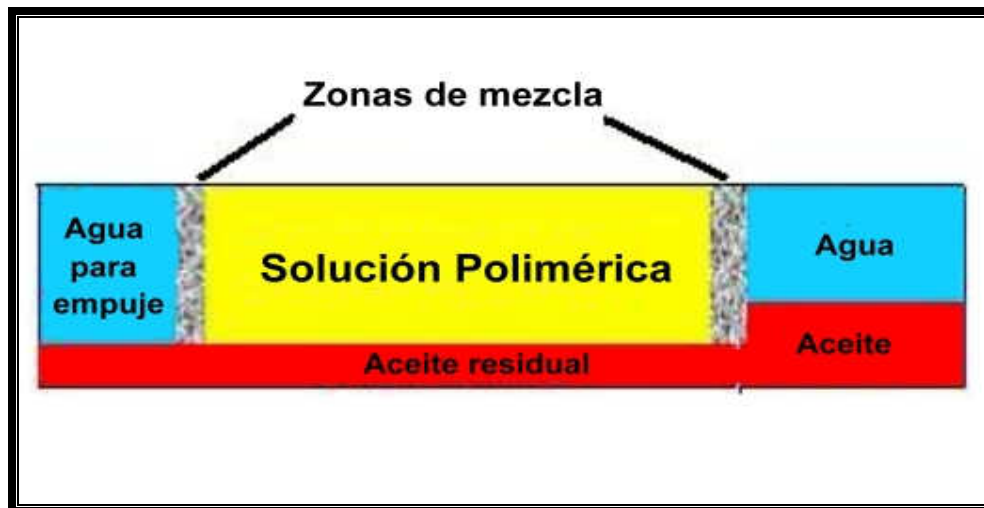 Zonas de mezcla
Agua
para
empuje
Solución Polimérica
Agua
Aceite
Aceite residual